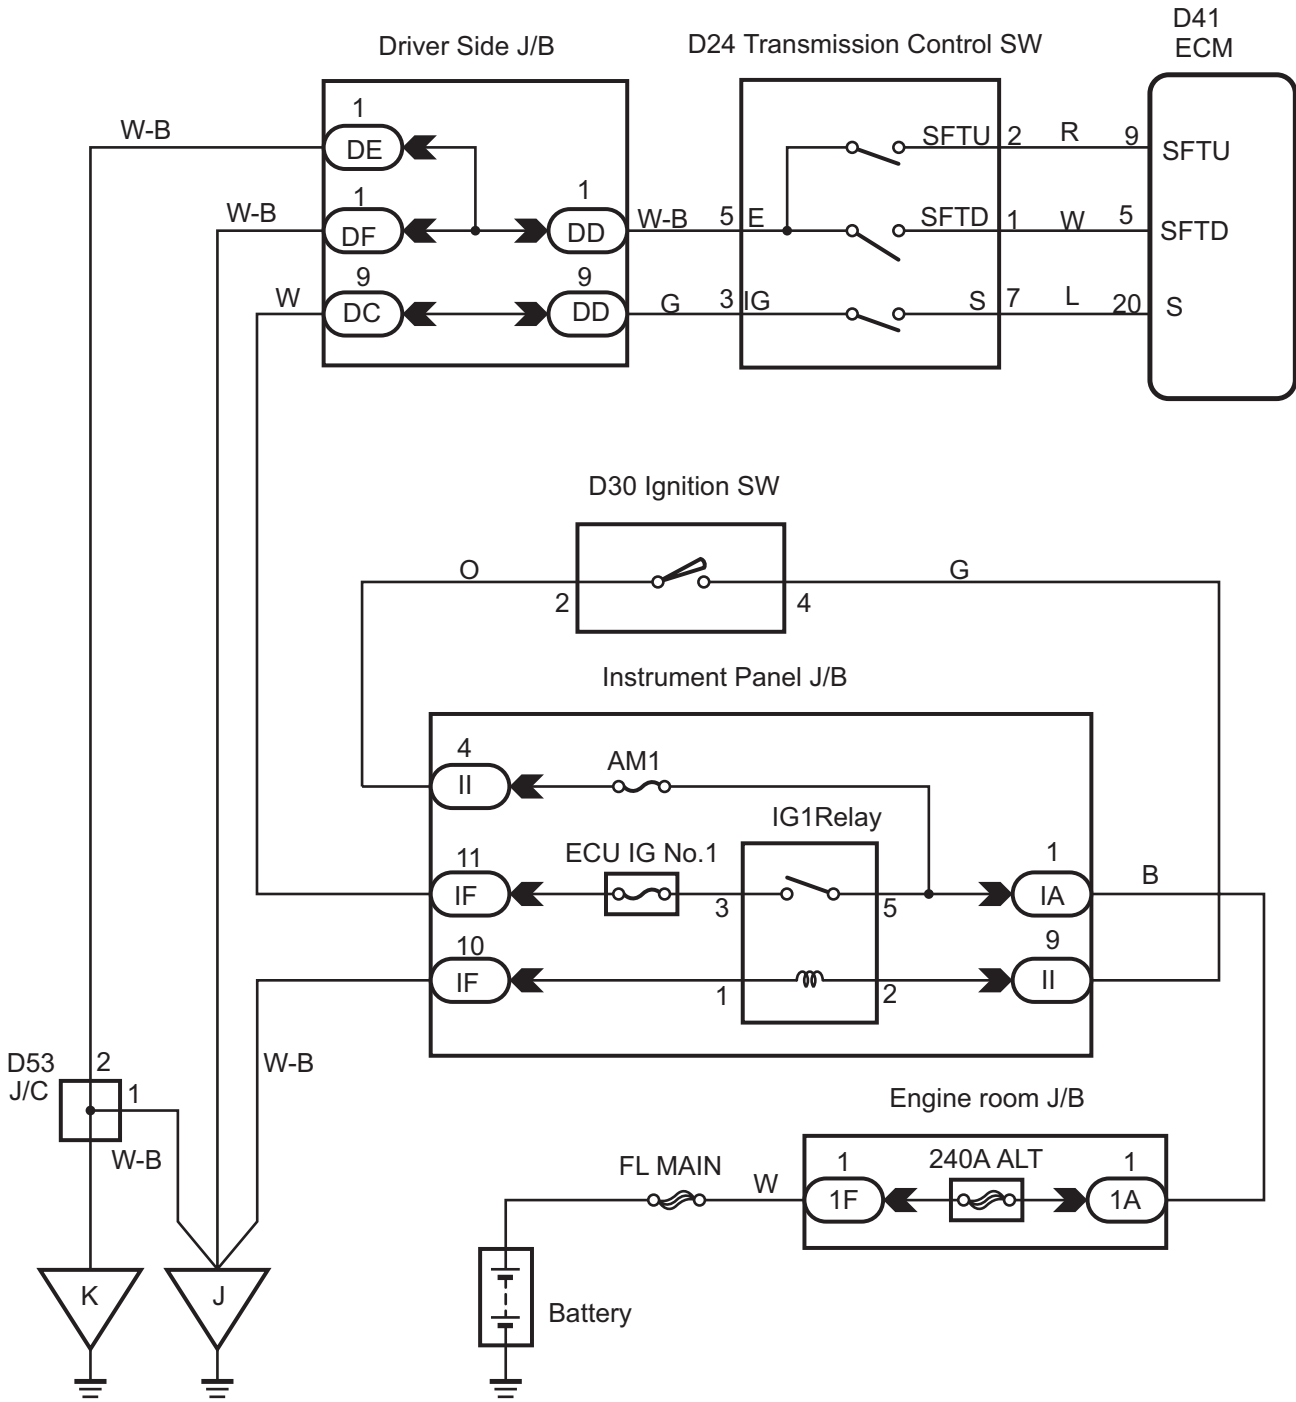 D41
ECM
Driver Side J/B
D24 Transmission Control SW
1
W-B
DE
SFTU
2
R
9
SFTU
1
1
W-B
DF
DD
W-B
5
E
SFTD
1
W
5
SFTD
9
9
W
DC
DD
G
3
IG
S
7
L
20
S
D30 Ignition SW
O
G
2
4
Instrument Panel J/B
4
AM1
II
IG1Relay
11
ECU IG No.1
1
B
IF
3
5
IA
10
9
IF
1
2
II
D53
J/C
2
W-B
1
Engine room J/B
W-B
FL MAIN
W
1
240A ALT
1
1F
1A
K
J
Battery